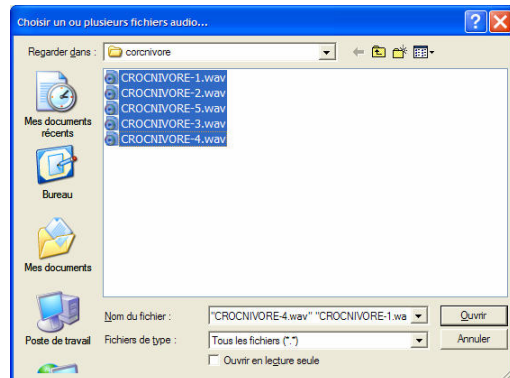 Choisir un ou plusieurs fichiers audio...
Regarder dans :
corcnivore
CROCNIVORE-1.wav
CROCNIVORE-2.wav
CROCNIVORE-5.wav
CROCNIVORE-3.wav
CROCNIVORE-4.wav
Mes documents
récents
Bureau
Mes documents
Poste de travail
Nom du fichier :
"CROCNIVORE-4.wav" "CROCNIVORE-1.wa
Ouvrir
Fichiers de type :
Tous les fichiers (*.*)
Annuler
Ouvrir en lecture seule